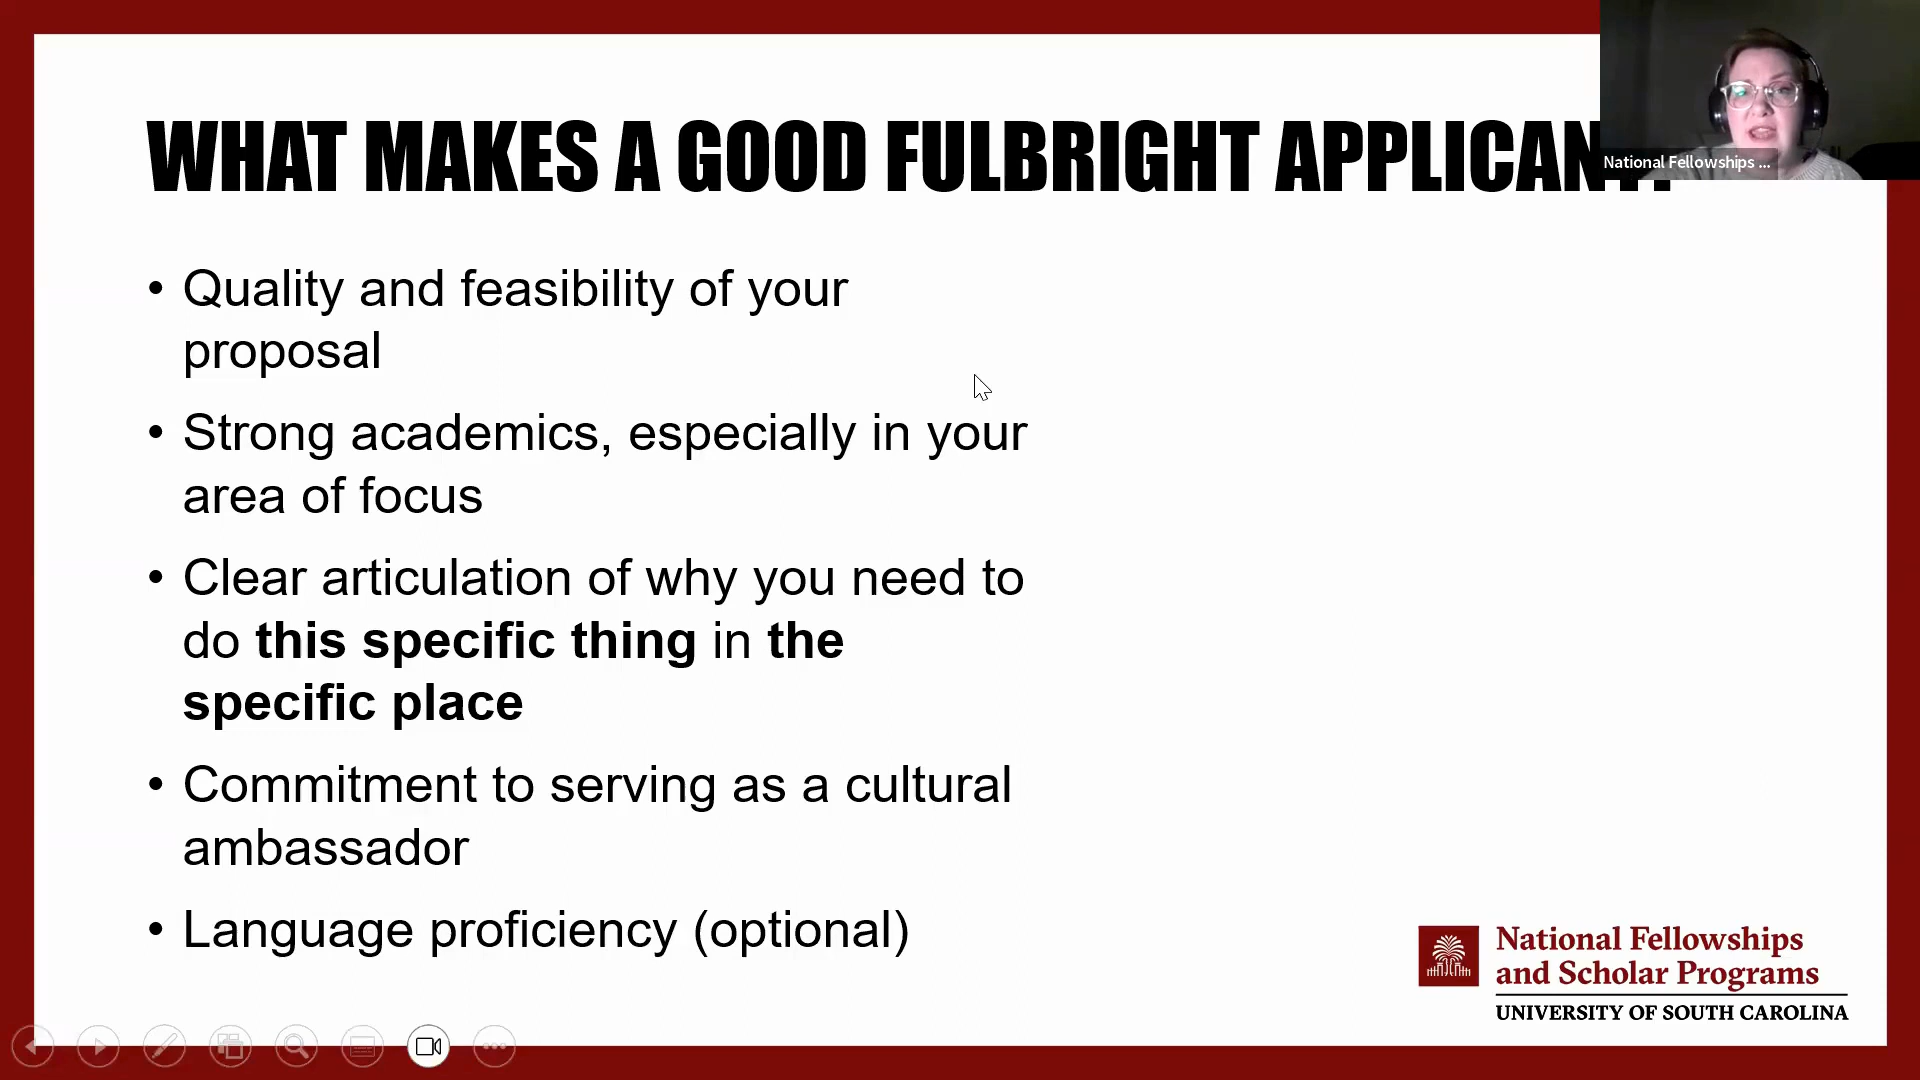 WHAT MAKES A GOOD FULBRIGHT APPLICANT?
National Fellowships ...
• Quality and feasibility of your
proposal
• Strong academics, especially in your
area of focus
• Clear articulation of why you need to
do this specific thing in the
specific place
• Commitment to serving as a cultural
ambassador
• Language proficiency (optional)
National Fellowships
and Scholar Programs
UNIVERSITY OF SOUTH CAROLINA